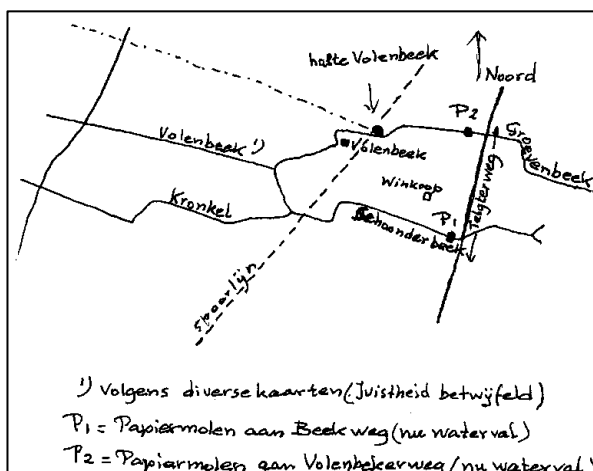 halte Volenbeek
Noord
P2
Groevenbeek
Volenbeek 1)
Volenbeek
Winkoop
Telgterweg
Kronkel
Schoonderbeek
P1
Spoorlijn
1) Volgens diverse kaarten (Juistheid betwijfeld)
P1 = Papiermolen aan Beekweg (nu waterval)
P2 = Papiermolen aan Volenbekerweg (nu waterval)